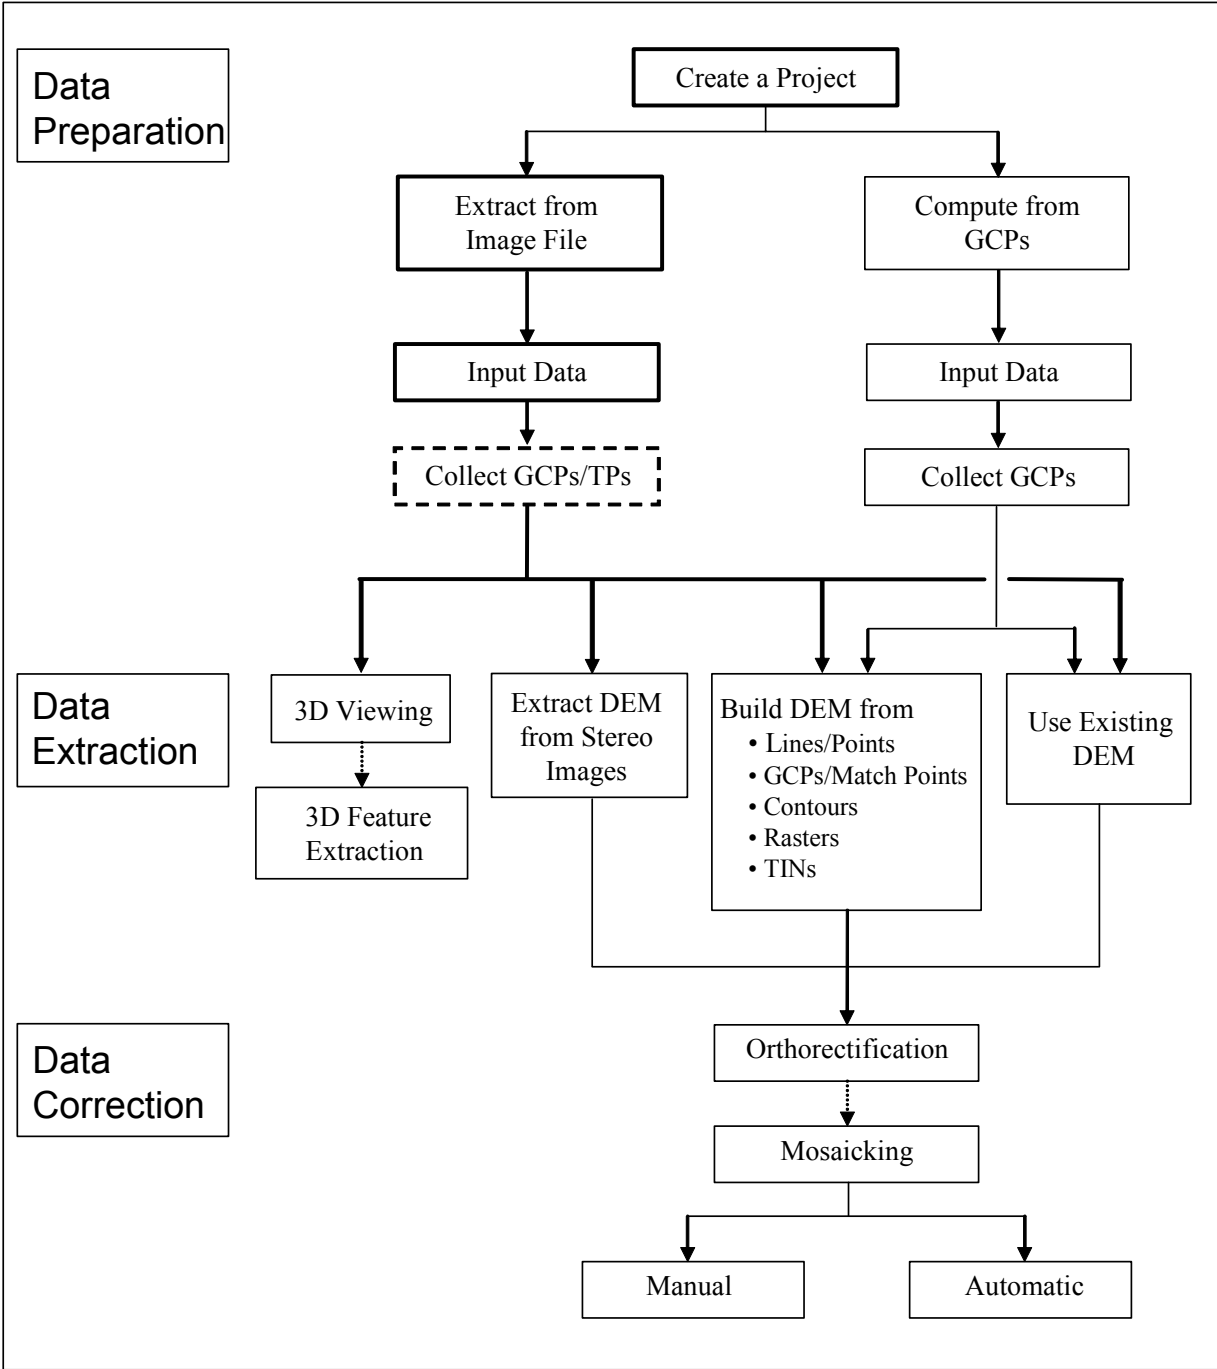 Data
Preparation
Create a Project
Extract from
Image File
Compute from
GCPs
Input Data
Input Data
Collect GCPs/TPs
Collect GCPs
Data
Extraction
3D Viewing
3D Feature
Extraction
Extract DEM
from Stereo
Images
Build DEM from
• Lines/Points
• GCPs/Match Points
• Contours
• Rasters
• TINs
Use Existing
DEM
Data
Correction
Orthorectification
Mosaicking
Manual
Automatic